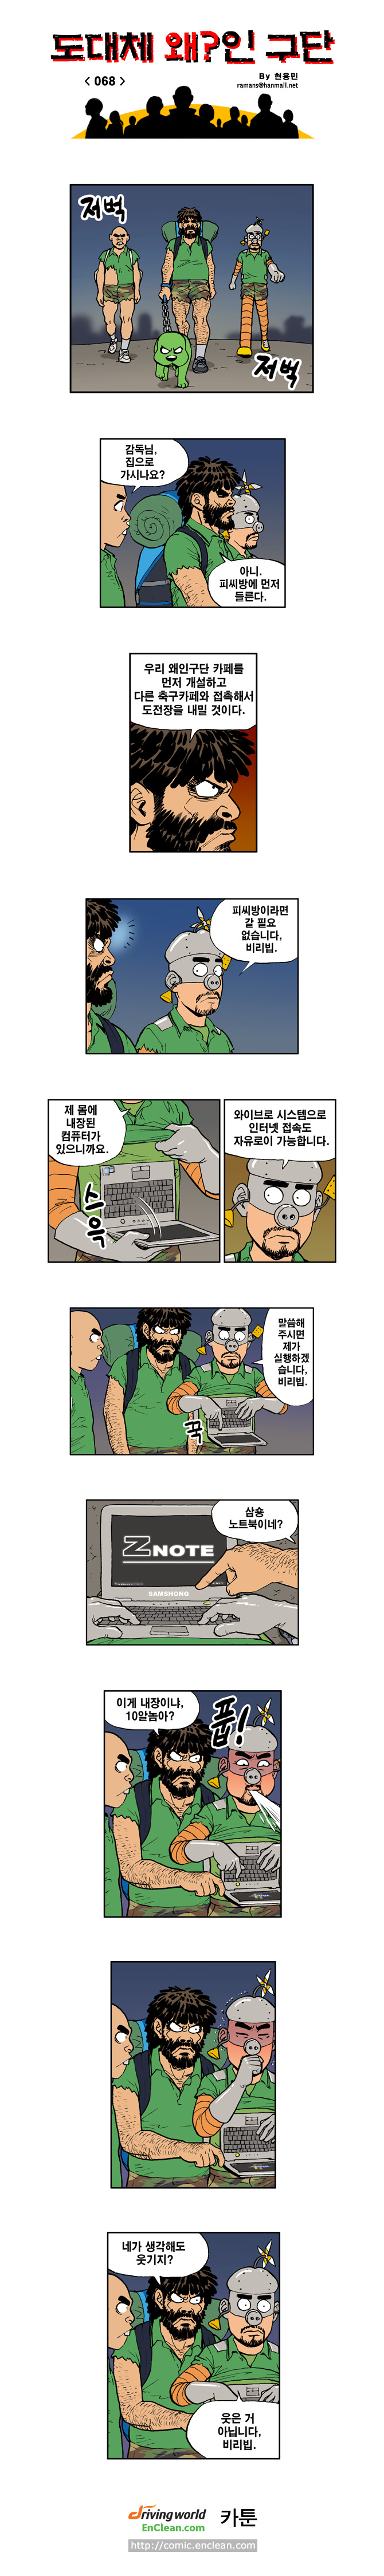 도대체 왜?인 구단
< 068 >
By 현용민
ramans@hanmail.net
저벅
저벅
감독님,
집으로
가시나요?
아니.
피씨방에 먼저
들른다.
우리 왜인구단 카페를
먼저 개설하고
다른 축구카페와 접촉해서
도전장을 내밀 것이다.
피씨방이라면
갈 필요
없습니다,
비리빕.
제 몸에
내장된
컴퓨터가
있으니까요.
스윽
와이브로 시스템으로
인터넷 접속도
자유로이 가능합니다.
말씀해
주시면
제가
실행하겠
습니다,
비리빕.
꾹
삼숑
노트북이네?
Z NOTE
SAMSHONG
이게 내장이냐,
10알놈아?
풉!
네가 생각해도
웃기지?
웃은 거
아닙니다,
비리빕.
driving world
EnClean.com
카툰
http://comic.enclean.com